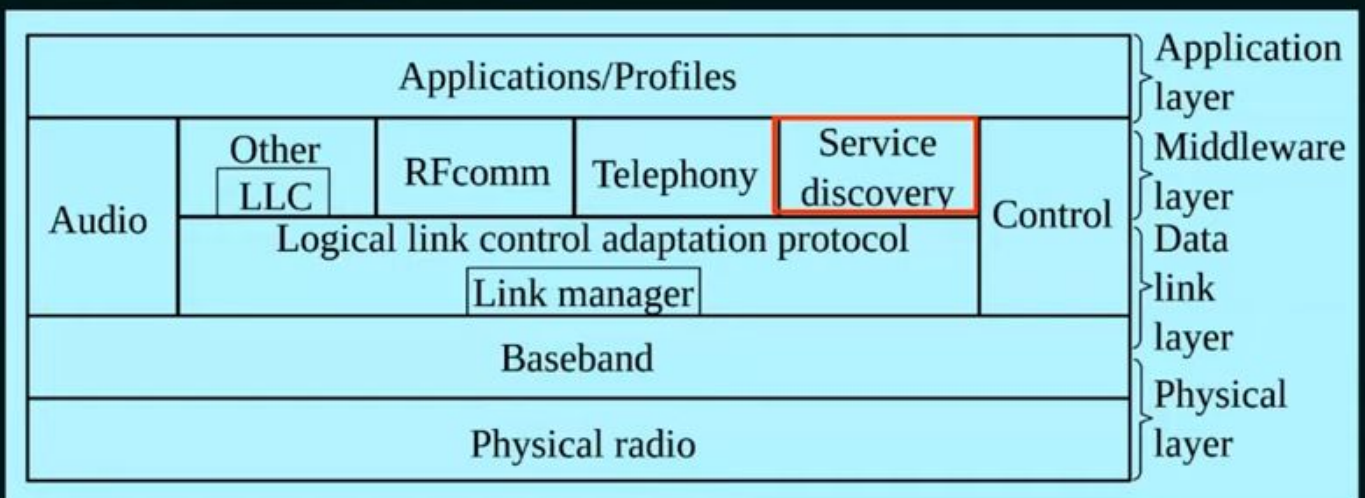 Applications/Profiles
Application
layer
Audio
Other
LLC
RFcomm
Telephony
Service
discovery
Control
Middleware
layer
Logical link control adaptation protocol
Link manager
Data
link
layer
Baseband
Physical radio
Physical
layer